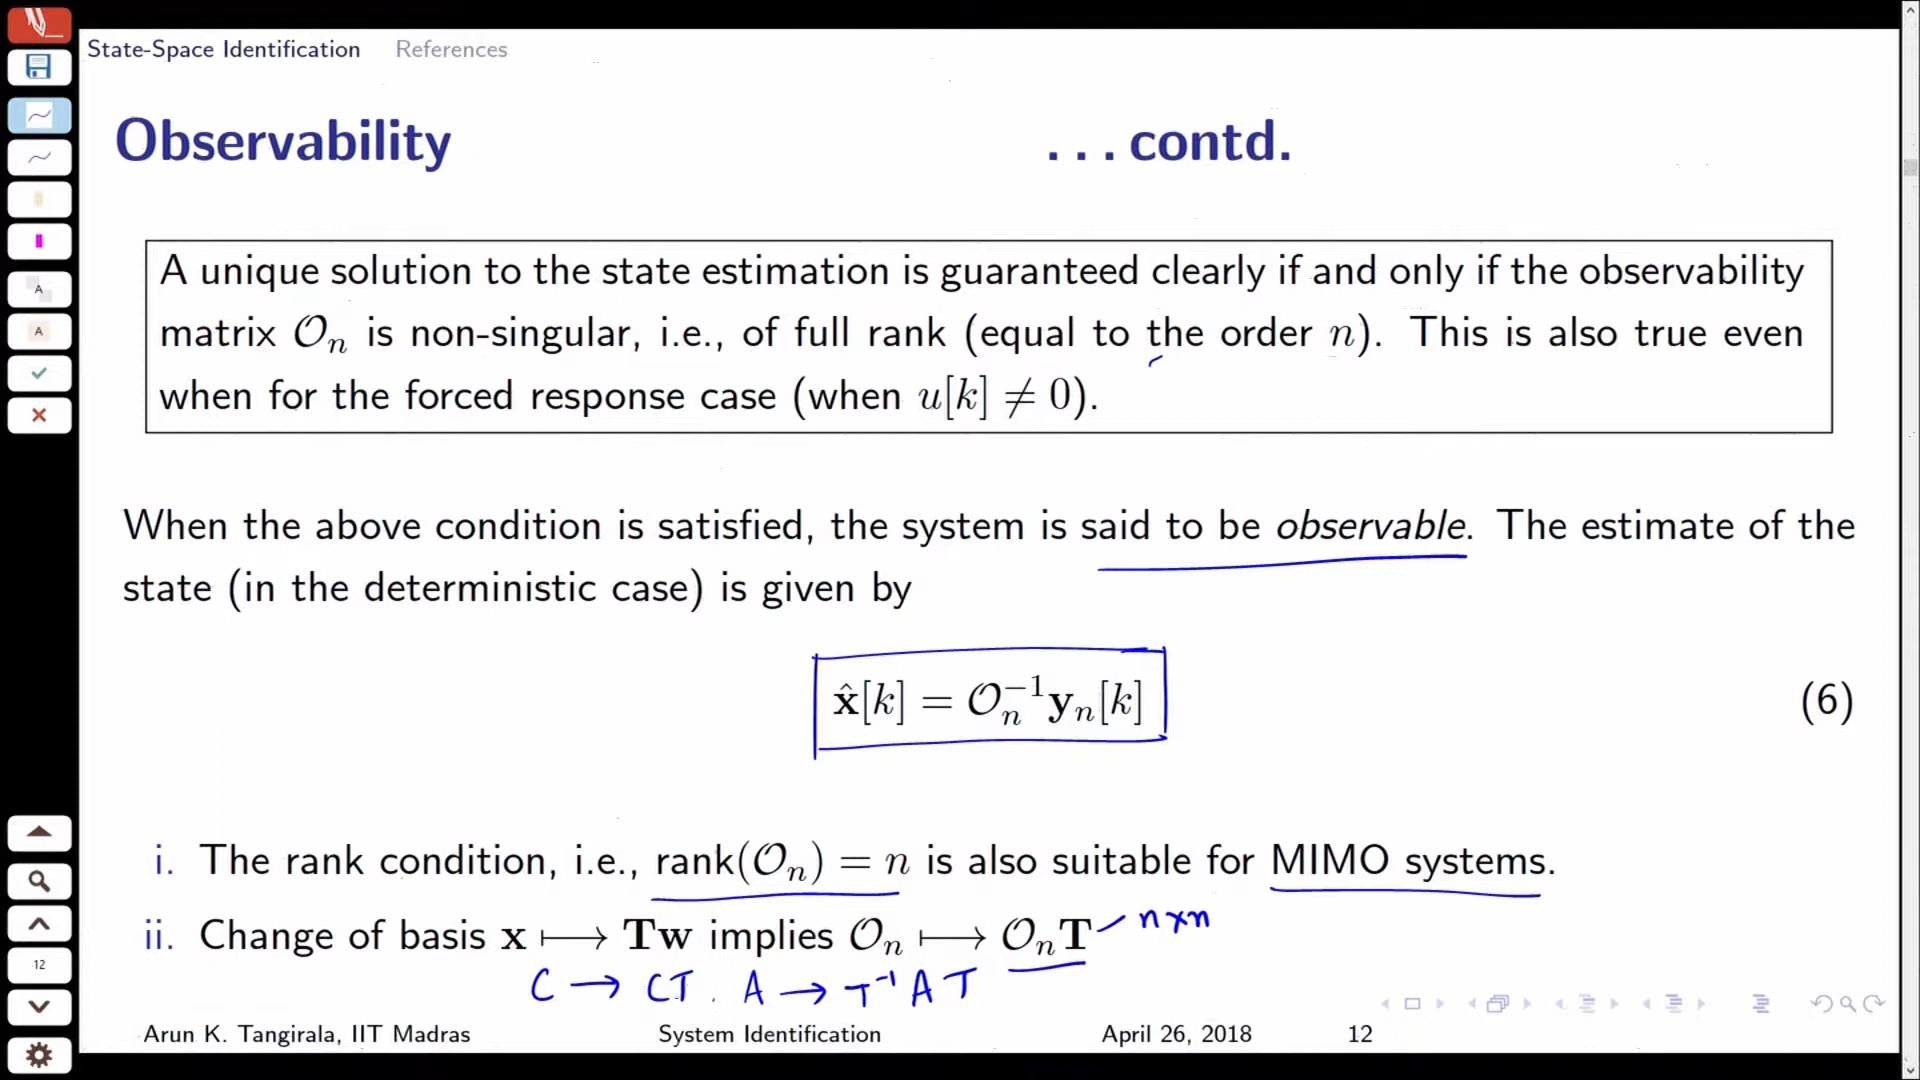 State-Space Identification References
Observability ...contd.
A unique solution to the state estimation is guaranteed clearly if and only if the observability
matrix 𝒪ₙ is non-singular, i.e., of full rank (equal to the order n). This is also true even
when for the forced response case (when u[k] ≠ 0).
When the above condition is satisfied, the system is said to be observable. The estimate of the
state (in the deterministic case) is given by
x̂[k] = 𝒪ₙ⁻¹yₙ[k] (6)
i. The rank condition, i.e., rank(𝒪ₙ) = n is also suitable for MIMO systems.
ii. Change of basis x ⟼ Tw implies 𝒪ₙ ⟼ 𝒪ₙT n×n
C → CT. A → T⁻¹AT
Arun K. Tangirala, IIT Madras System Identification April 26, 2018 12
A
A
12